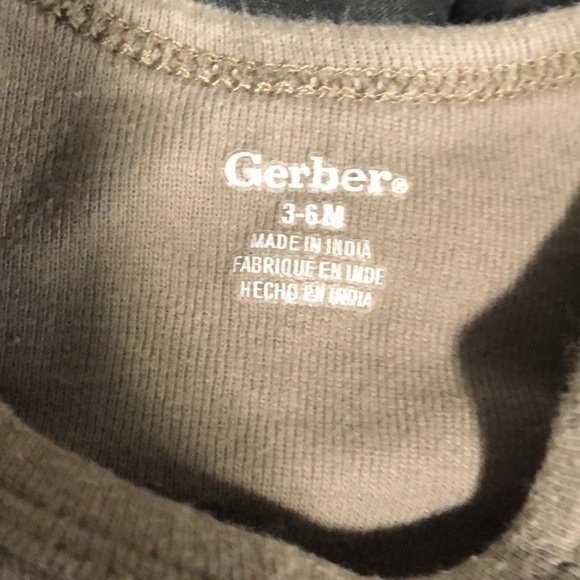 Gerber®
3-6M
MADE IN INDIA
FABRIQUÉ EN INDE
HECHO EN INDIA